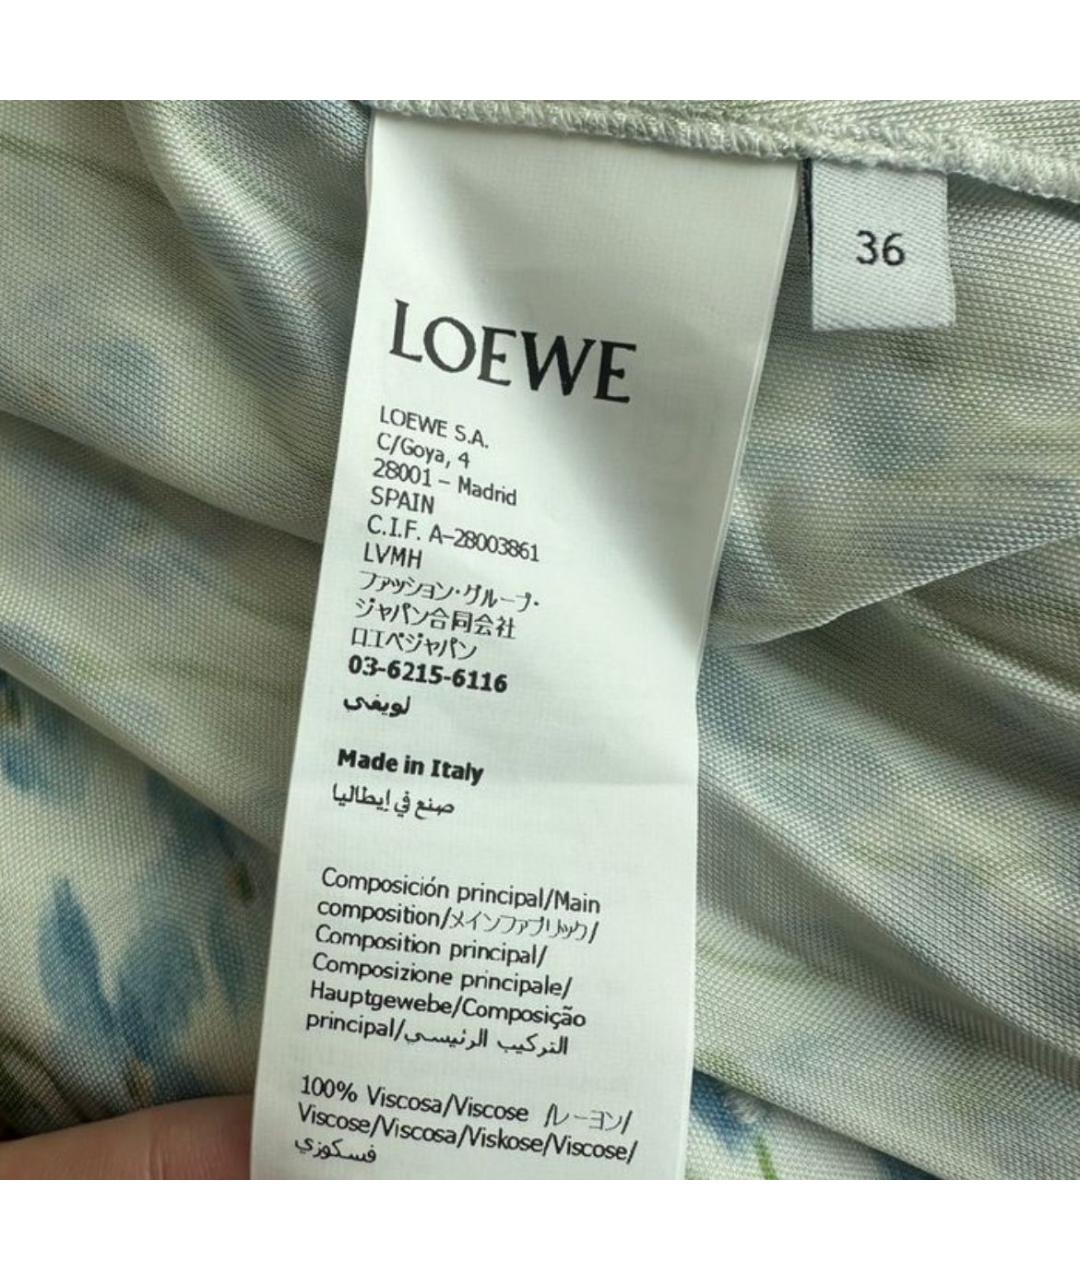 36
LOEWE
LOEWE S.A.
C/Goya, 4
28001 - Madrid
SPAIN
C.I.F. A-28003861
LVMH
ファッション・グループ・
ジャパン合同会社
ロエベジャパン
03-6215-6116
لويفي
Made in Italy
صنع في إيطاليا
Composición principal/Main
composition/メインファブリック/
Composition principal/
Composizione principale/
Hauptgewebe/Composição
principal/التركيب الرئيسي
100% Viscosa/Viscose /レーヨン/
Viscose/Viscosa/Viskose/Viscose/
فسكوزي